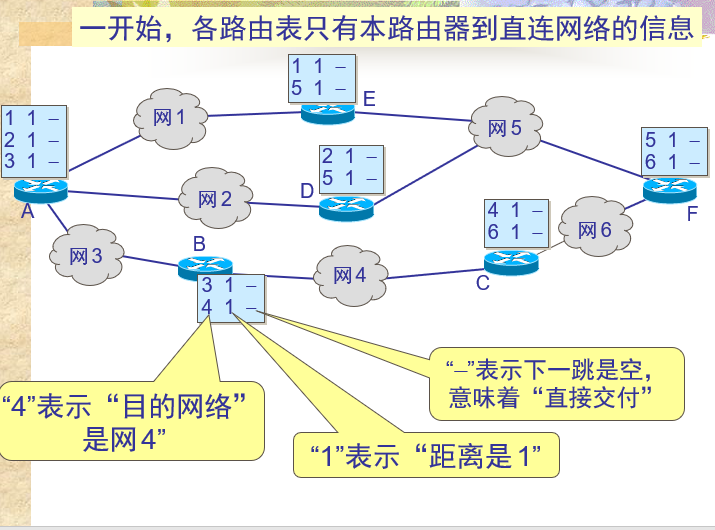 一开始，各路由表只有本路由器到直连网络的信息
1 1 –
5 1 –
E
1 1 –
2 1 –
3 1 –
A
网1
网5
2 1 –
5 1 –
D
5 1 –
6 1 –
F
网2
4 1 –
6 1 –
C
网6
网3
B
3 1 –
4 1 –
网4
“–”表示下一跳是空，
意味着“直接交付”
“4”表示“目的网络”
是网4”
“1”表示“距离是1”